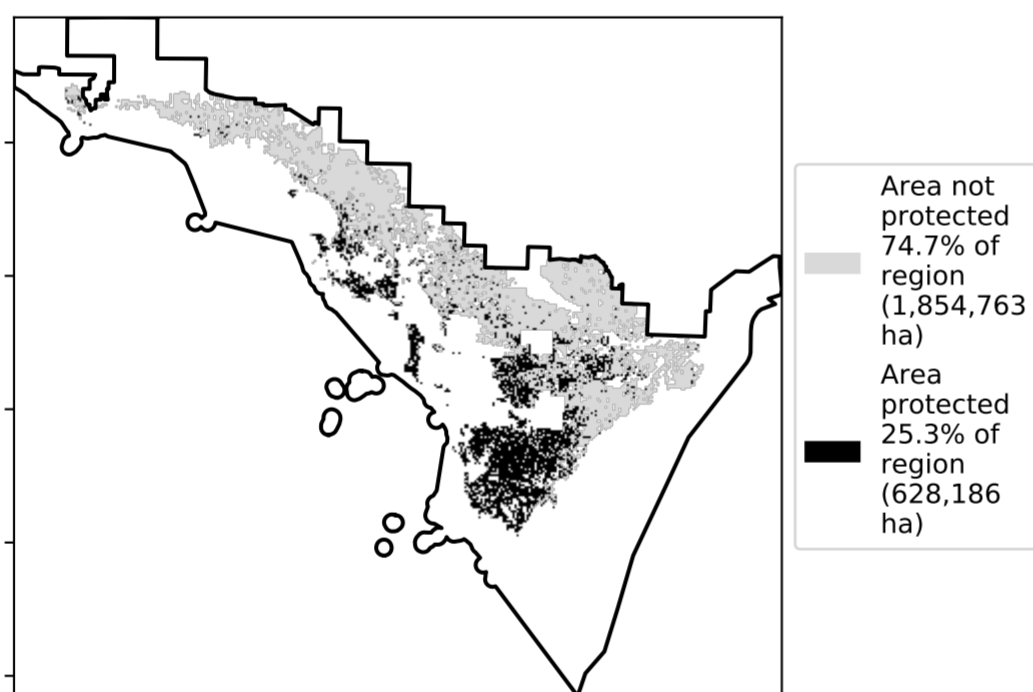 Area not
protected
74.7% of
region
(1,854,763
ha)
Area
protected
25.3% of
region
(628,186
ha)